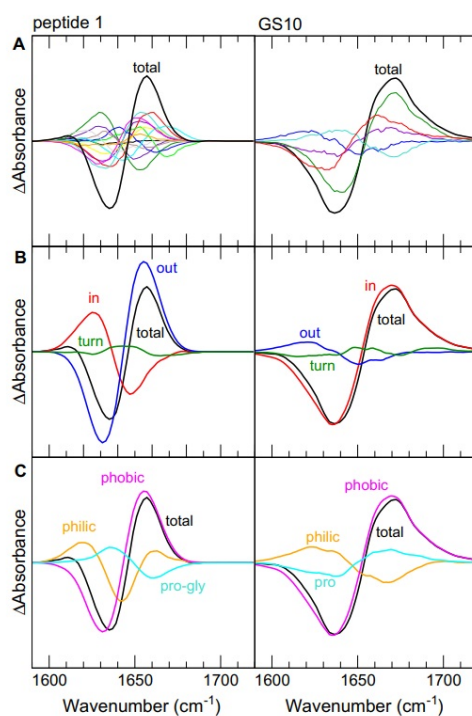 peptide 1 GS10
A
total total
ΔAbsorbance
B
out
in in
total
total
out
turn
turn
ΔAbsorbance
C
phobic phobic
total
philic
total
philic
pro-gly
pro
ΔAbsorbance
1600 1650 1700 1600 1650 1700
Wavenumber (cm⁻¹) Wavenumber (cm⁻¹)